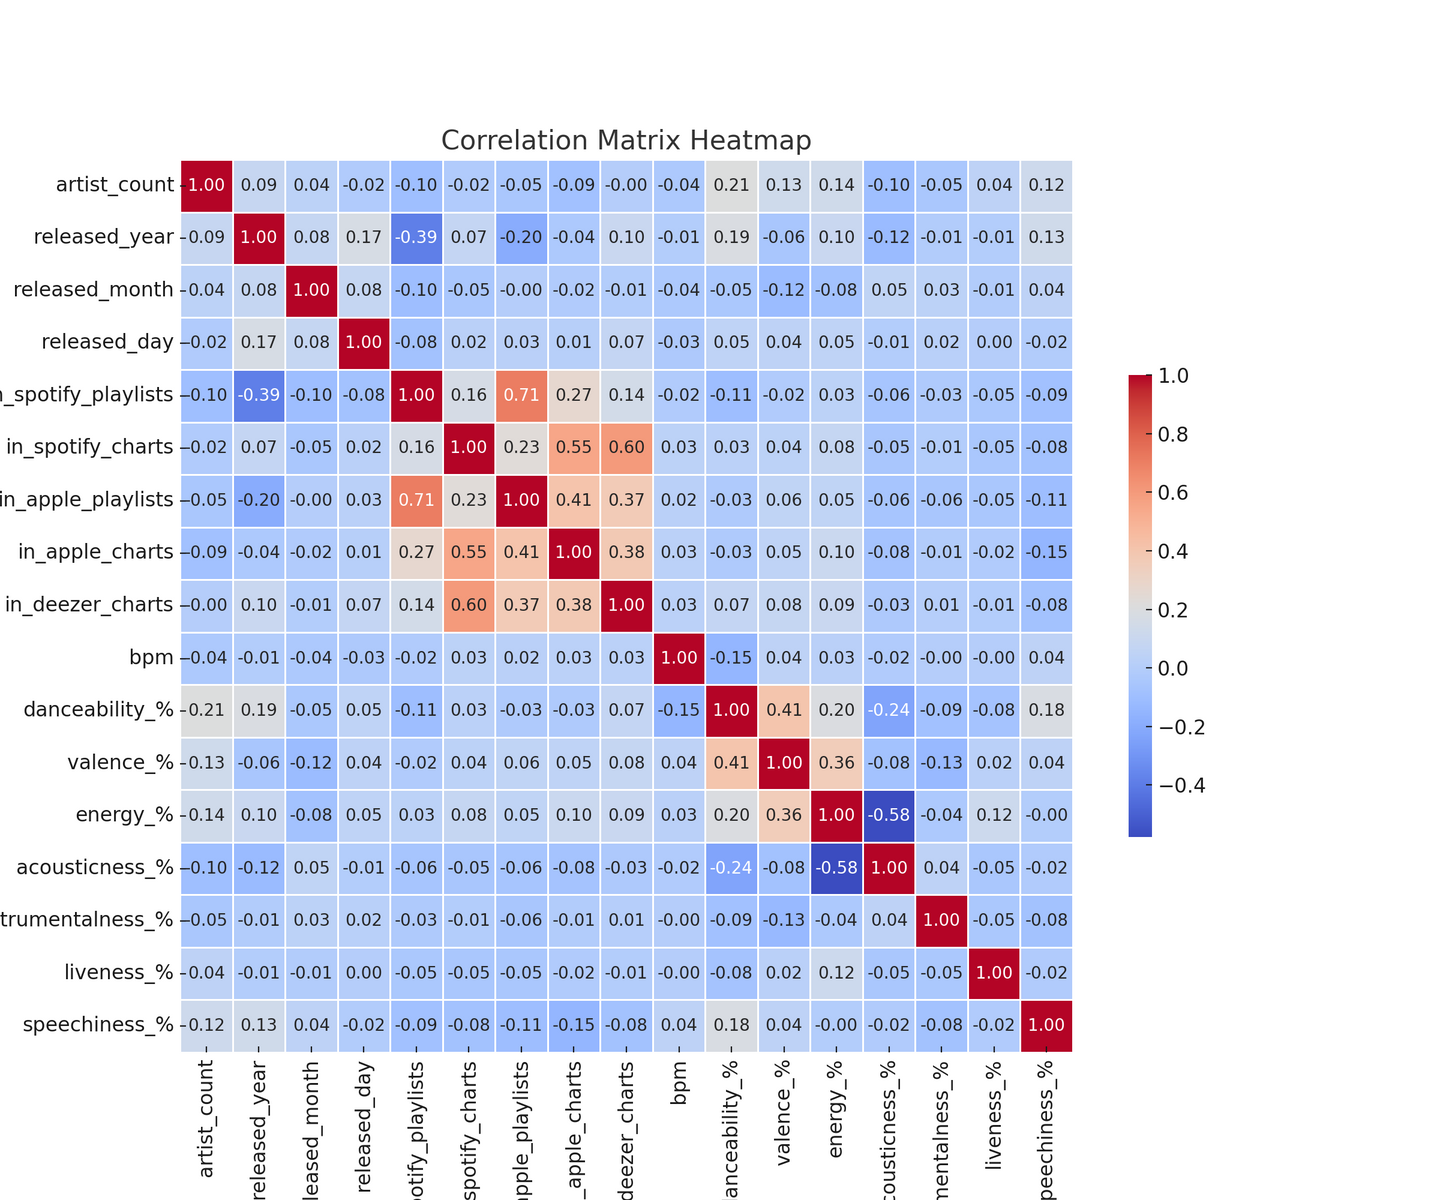 Correlation Matrix Heatmap
artist_count 1.00 0.09 0.04 -0.02 -0.10 -0.02 -0.05 -0.09 -0.00 -0.04 0.21 0.13 0.14 -0.10 -0.05 0.04 0.12
released_year 0.09 1.00 0.08 0.17 -0.39 0.07 -0.20 -0.04 0.10 -0.01 0.19 -0.06 0.10 -0.12 -0.01 -0.01 0.13
released_month 0.04 0.08 1.00 0.08 -0.10 -0.05 -0.00 -0.02 -0.01 -0.04 -0.05 -0.12 -0.08 0.05 0.03 -0.01 0.04
released_day -0.02 0.17 0.08 1.00 -0.08 0.02 0.03 0.01 0.07 -0.03 0.05 0.04 0.05 -0.01 0.02 0.00 -0.02
n_spotify_playlists -0.10 -0.39 -0.10 -0.08 1.00 0.16 0.71 0.27 0.14 -0.02 -0.11 -0.02 0.03 -0.06 -0.03 -0.05 -0.09
in_spotify_charts -0.02 0.07 -0.05 0.02 0.16 1.00 0.23 0.55 0.60 0.03 0.03 0.04 0.08 -0.05 -0.01 -0.05 -0.08
in_apple_playlists -0.05 -0.20 -0.00 0.03 0.71 0.23 1.00 0.41 0.37 0.02 -0.03 0.06 0.05 -0.06 -0.06 -0.05 -0.11
in_apple_charts -0.09 -0.04 -0.02 0.01 0.27 0.55 0.41 1.00 0.38 0.03 -0.03 0.05 0.10 -0.08 -0.01 -0.02 -0.15
in_deezer_charts -0.00 0.10 -0.01 0.07 0.14 0.60 0.37 0.38 1.00 0.03 0.07 0.08 0.09 -0.03 0.01 -0.01 -0.08
bpm -0.04 -0.01 -0.04 -0.03 -0.02 0.03 0.02 0.03 0.03 1.00 -0.15 0.04 0.03 -0.02 -0.00 -0.00 0.04
danceability_% 0.21 0.19 -0.05 0.05 -0.11 0.03 -0.03 -0.03 0.07 -0.15 1.00 0.41 0.20 -0.24 -0.09 -0.08 0.18
valence_% 0.13 -0.06 -0.12 0.04 -0.02 0.04 0.06 0.05 0.08 0.04 0.41 1.00 0.36 -0.08 -0.13 0.02 0.04
energy_% 0.14 0.10 -0.08 0.05 0.03 0.08 0.05 0.10 0.09 0.03 0.20 0.36 1.00 -0.58 -0.04 0.12 -0.00
acousticness_% -0.10 -0.12 0.05 -0.01 -0.06 -0.05 -0.06 -0.08 -0.03 -0.02 -0.24 -0.08 -0.58 1.00 0.04 -0.05 -0.02
trumentalness_% -0.05 -0.01 0.03 0.02 -0.03 -0.01 -0.06 -0.01 0.01 -0.00 -0.09 -0.13 -0.04 0.04 1.00 -0.05 -0.08
liveness_% 0.04 -0.01 -0.01 0.00 -0.05 -0.05 -0.05 -0.02 -0.01 -0.00 -0.08 0.02 0.12 -0.05 -0.05 1.00 -0.02
speechiness_% 0.12 0.13 0.04 -0.02 -0.09 -0.08 -0.11 -0.15 -0.08 0.04 0.18 0.04 -0.00 -0.02 -0.08 -0.02 1.00
artist_count
released_year
leased_month
released_day
otify_playlists
spotify_charts
apple_playlists
_apple_charts
deezer_charts
bpm
anceability_%
valence_%
energy_%
cousticness_%
mentalness_%
liveness_%
peechiness_%
1.0
0.8
0.6
0.4
0.2
0.0
−0.2
−0.4